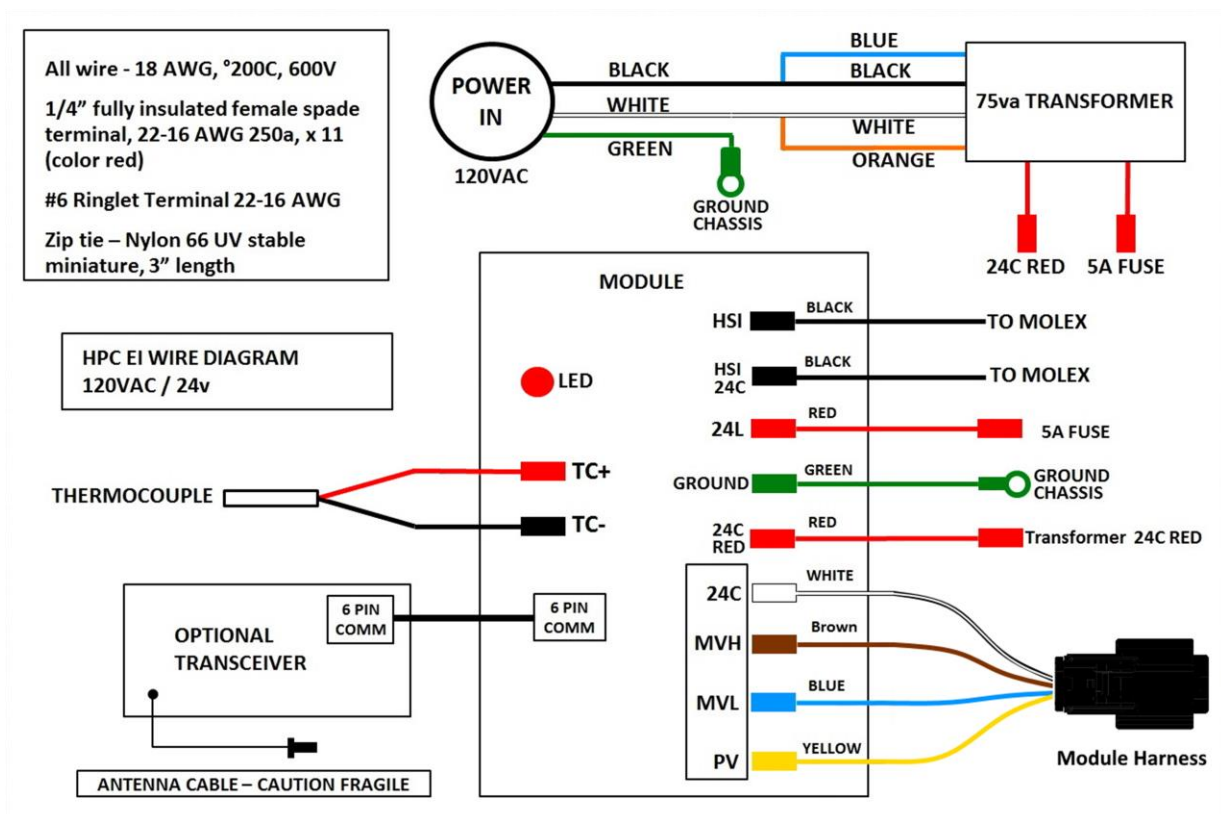 All wire - 18 AWG, °200C, 600V
1/4” fully insulated female spade
terminal, 22-16 AWG 250a, x 11
(color red)
#6 Ringlet Terminal 22-16 AWG
Zip tie – Nylon 66 UV stable
miniature, 3” length
POWER
IN
120VAC
BLACK
WHITE
GREEN
GROUND
CHASSIS
BLUE
BLACK
WHITE
ORANGE
75va TRANSFORMER
24C RED
5A FUSE
HPC EI WIRE DIAGRAM
120VAC / 24v
MODULE
LED
HSI
BLACK
TO MOLEX
HSI
24C
BLACK
TO MOLEX
24L
RED
5A FUSE
GROUND
GREEN
GROUND
CHASSIS
24C
RED
RED
Transformer 24C RED
THERMOCOUPLE
TC+
TC-
OPTIONAL
TRANSCEIVER
6 PIN
COMM
6 PIN
COMM
ANTENNA CABLE – CAUTION FRAGILE
24C
WHITE
MVH
Brown
MVL
BLUE
PV
YELLOW
Module Harness